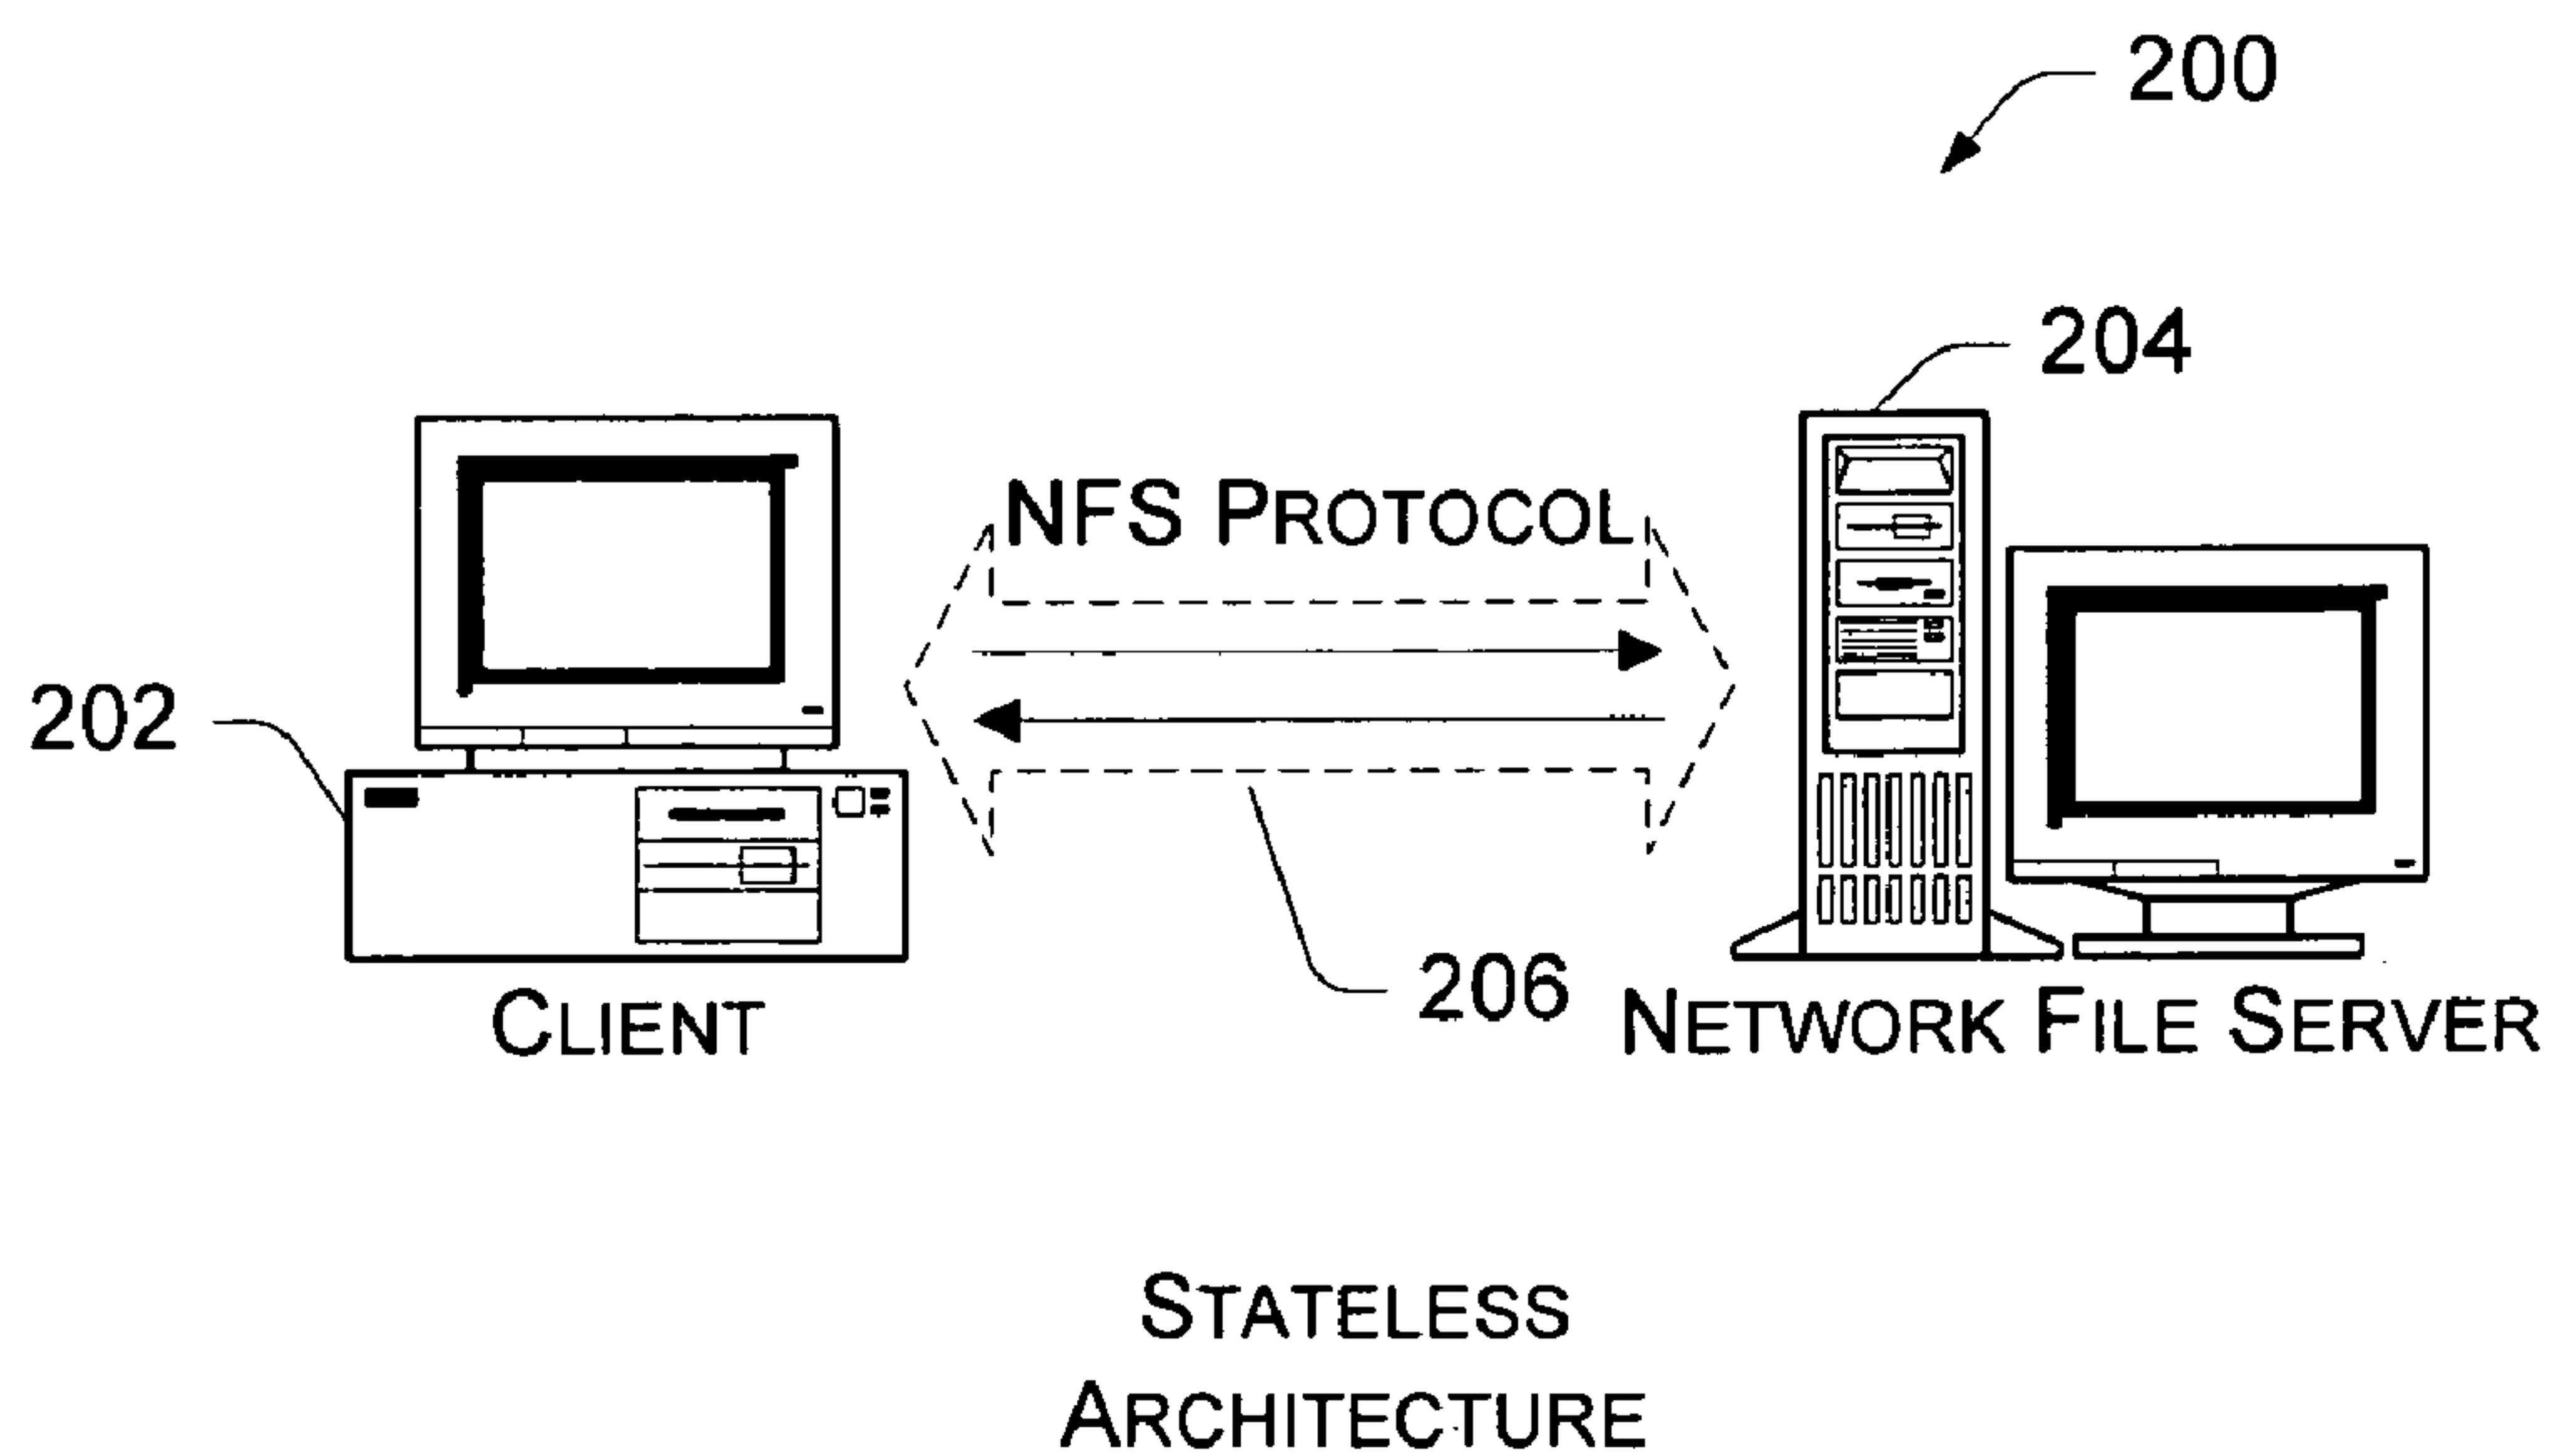 200
204
NFS PROTOCOL
202
206
CLIENT
NETWORK FILE SERVER
STATELESS
ARCHITECTURE